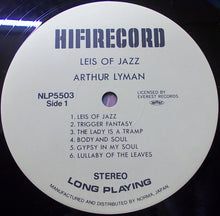 HIFIRECORD
LEIS OF JAZZ
ARTHUR LYMAN
NLP5503
Side 1
LICENSED BY
EVEREST RECORDS
1. LEIS OF JAZZ
2. TRIGGER FANTASY
3. THE LADY IS A TRAMP
4. BODY AND SOUL
5. GYPSY IN MY SOUL
6. LULLABY OF THE LEAVES
STEREO
LONG PLAYING
MANUFACTURED AND DISTRIBUTED BY NORMA, JAPAN.